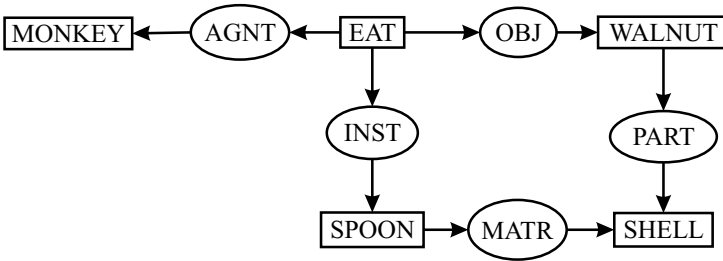 MONKEY AGNT EAT OBJ WALNUT
INST PART
SPOON MATR SHELL